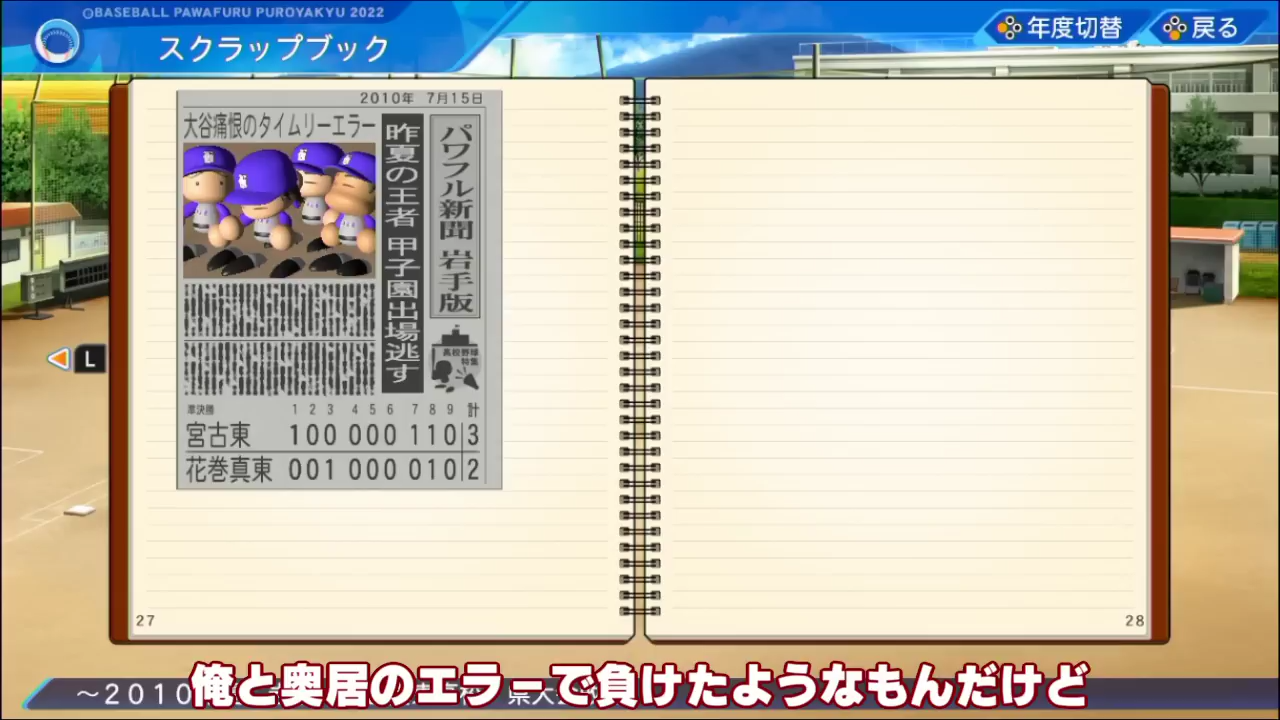 ©BASEBALL PAWAFURU PUROYAKYU 2022
スクラップブック
年度切替
戻る
2010年 7月15日
パワフル新聞 岩手版
昨夏の王者 甲子園出場逃す
大谷痛恨のタイムリーエラー
高校野球
特集
準決勝 1 2 3 4 5 6 7 8 9 計
宮古東 100 000 110 3
花巻真東 001 000 010 2
L
27
28
～2010
俺と奥居のエラーで負けたようなもんだけど